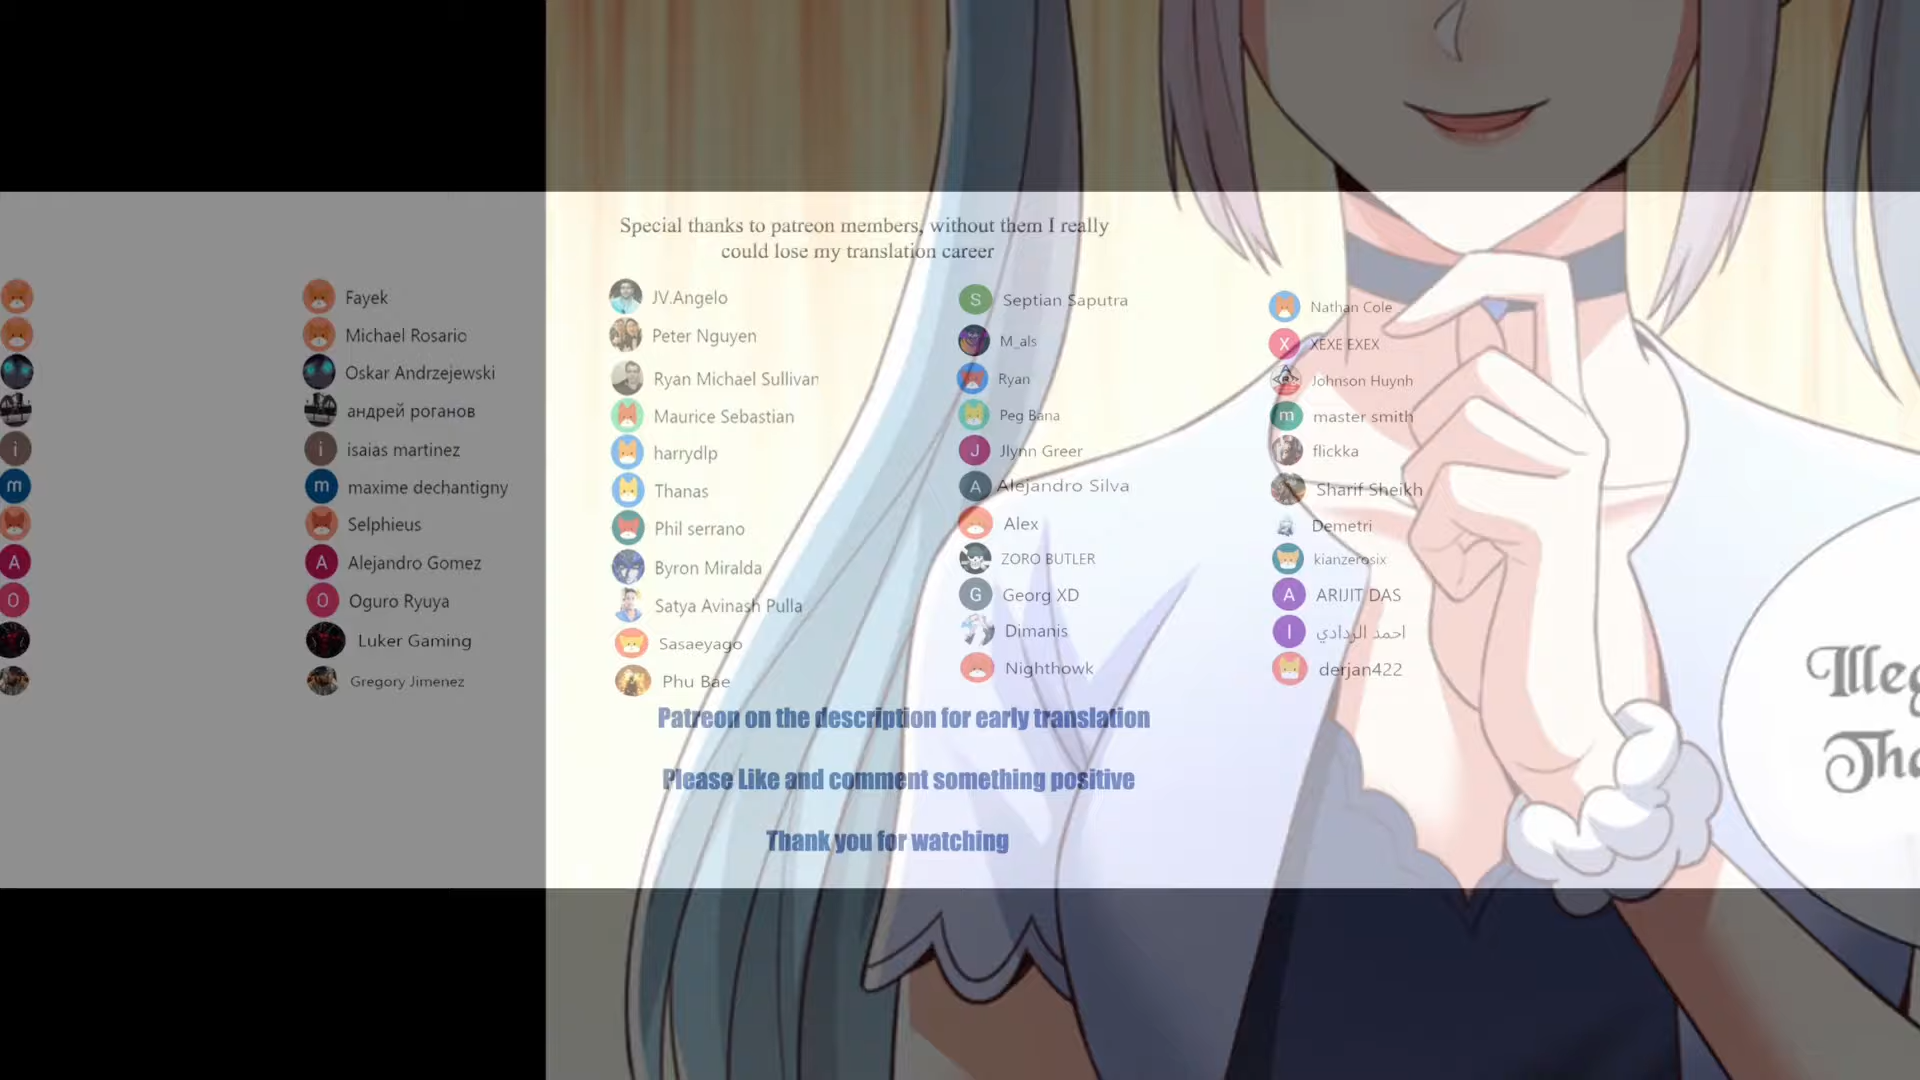 Special thanks to patreon members, without them I really
could lose my translation career
Fayek
Michael Rosario
Oskar Andrzejewski
андрей роганов
i isaias martinez
m maxime dechantigny
Selphieus
A Alejandro Gomez
O Oguro Ryuya
Luker Gaming
Gregory Jimenez
i
m
A
O
JV.Angelo
Peter Nguyen
Ryan Michael Sullivan
Maurice Sebastian
harrydlp
Thanas
Phil serrano
Byron Miralda
Satya Avinash Pulla
Sasaeyago
Phu Bae
S Septian Saputra
M_als
Ryan
Peg Bana
J Jlynn Greer
A Alejandro Silva
Alex
ZORO BUTLER
G Georg XD
Dimanis
Nighthowk
Nathan Cole
X XEXE EXEX
Johnson Huynh
m master smith
flickka
Sharif Sheikh
Demetri
kianzerosix
A ARIJIT DAS
I احمد الردادي
derjan422
Patreon on the description for early translation
Please Like and comment something positive
Thank you for watching